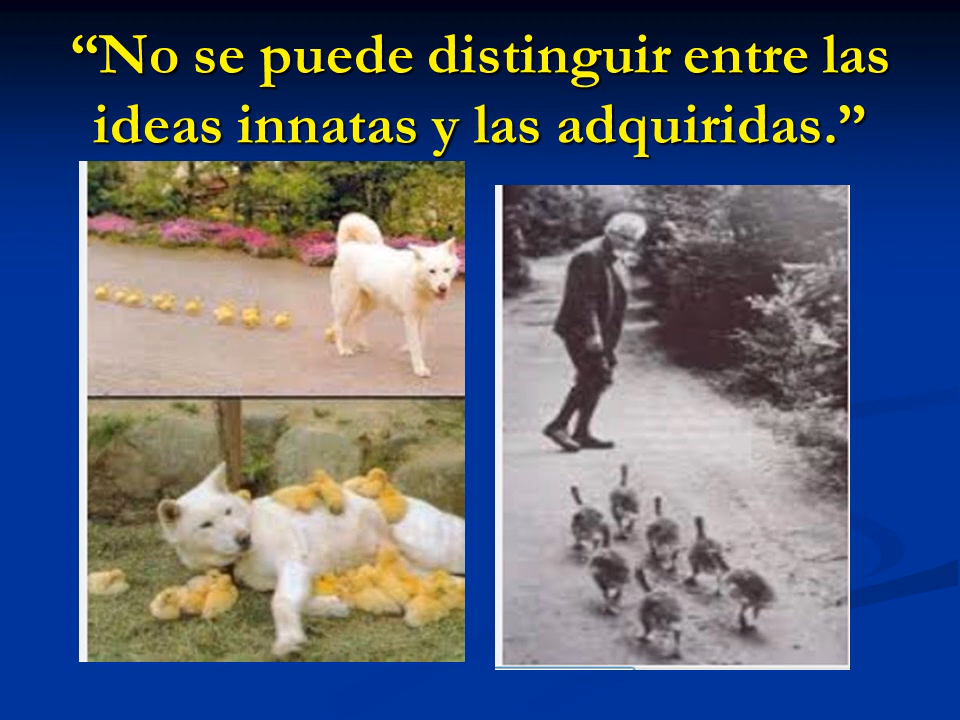 “No se puede distinguir entre las
ideas innatas y las adquiridas.”